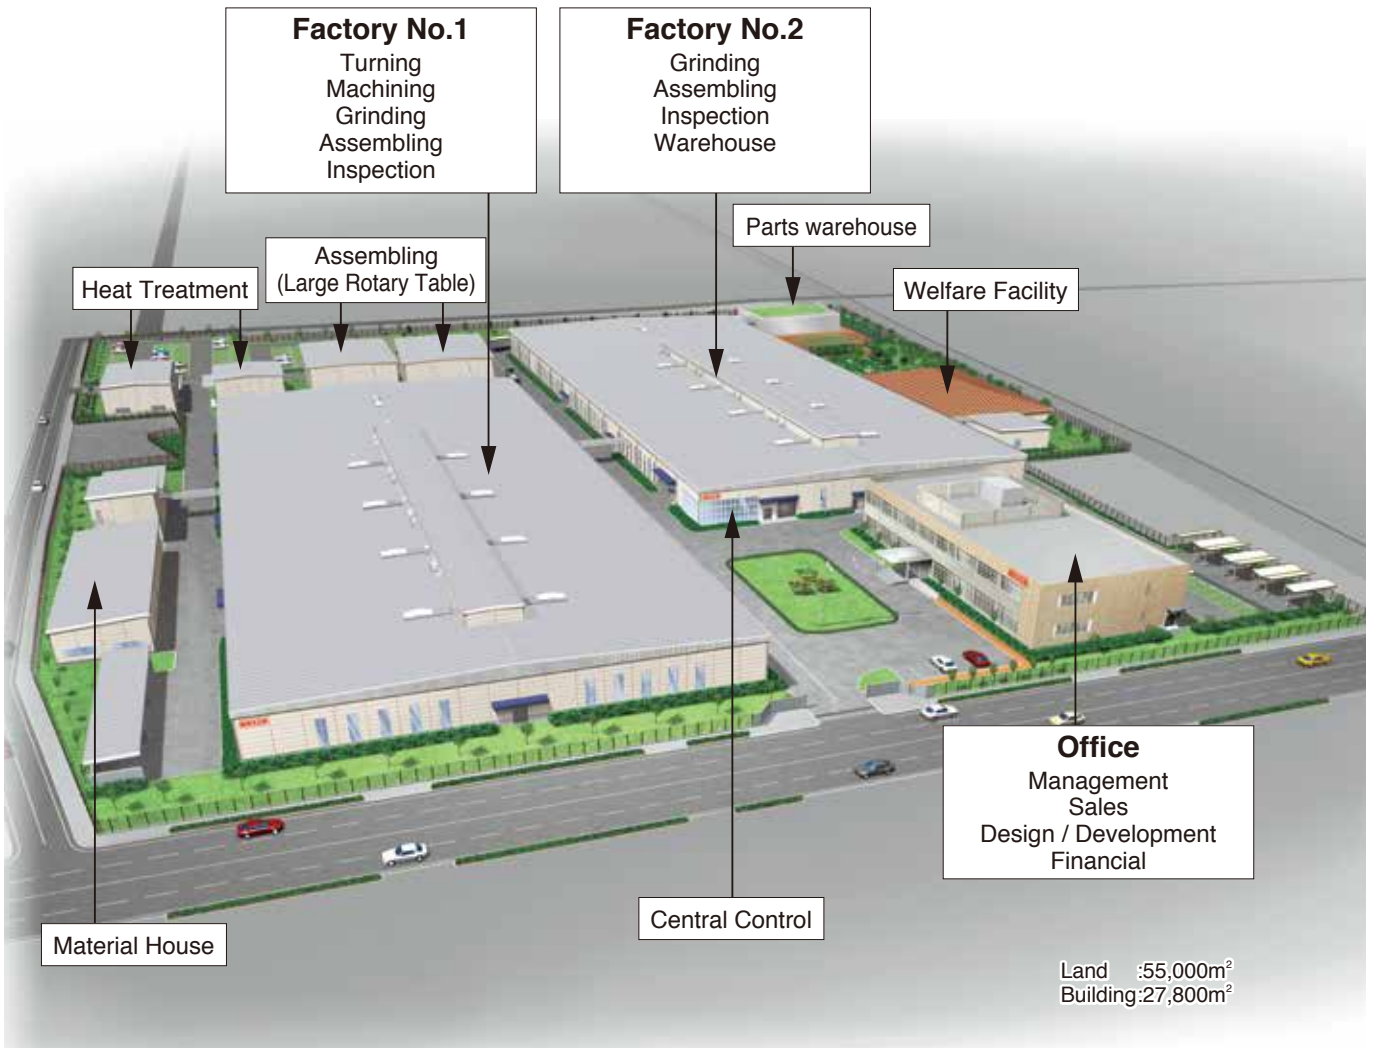 Factory No.1
Turning
Machining
Grinding
Assembling
Inspection
Factory No.2
Grinding
Assembling
Inspection
Warehouse
Parts warehouse
Assembling
(Large Rotary Table)
Heat Treatment
Welfare Facility
Office
Management
Sales
Design / Development
Financial
Central Control
Material House
Land :55,000m²
Building:27,800m²